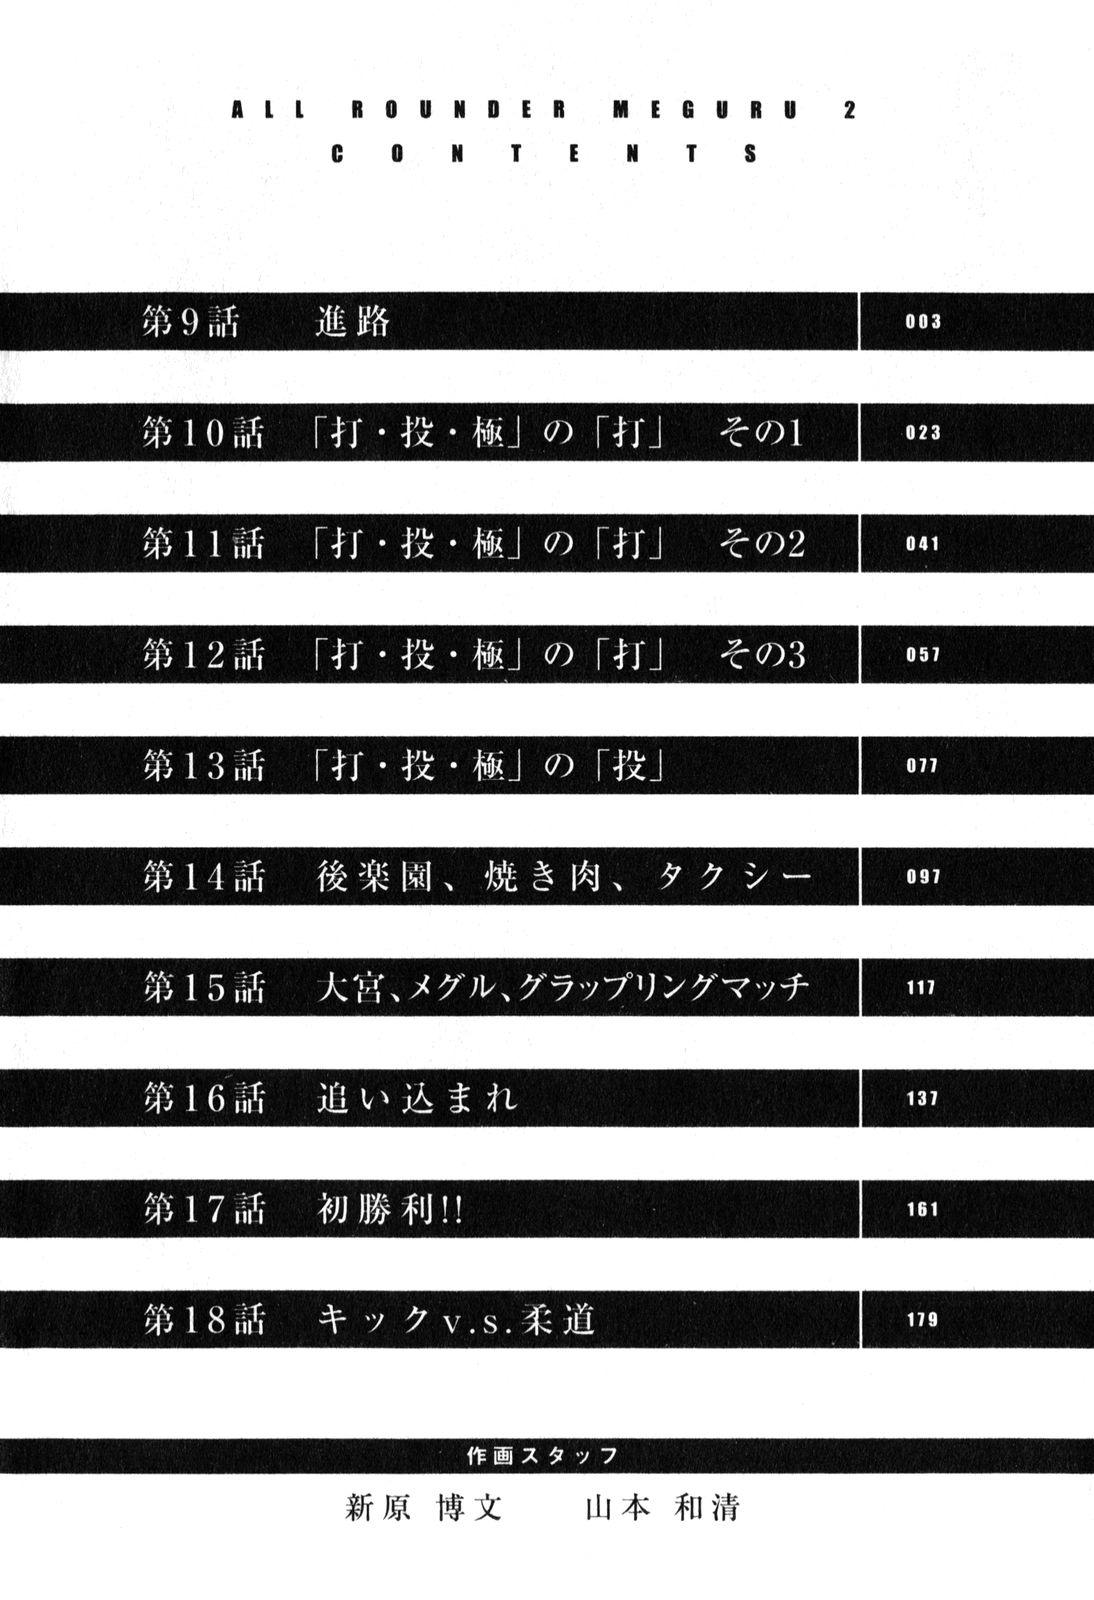 ALL ROUNDER MEGURU 2
CONTENTS
第9話 進路 003
第10話 「打・投・極」の「打」 その1 023
第11話 「打・投・極」の「打」 その2 041
第12話 「打・投・極」の「打」 その3 057
第13話 「打・投・極」の「投」 077
第14話 後楽園、焼き肉、タクシー 097
第15話 大宮、メグル、グラップリングマッチ 117
第16話 追い込まれ 137
第17話 初勝利!! 161
第18話 キックv.s.柔道 179
作画スタッフ
新原 博文 山本 和清